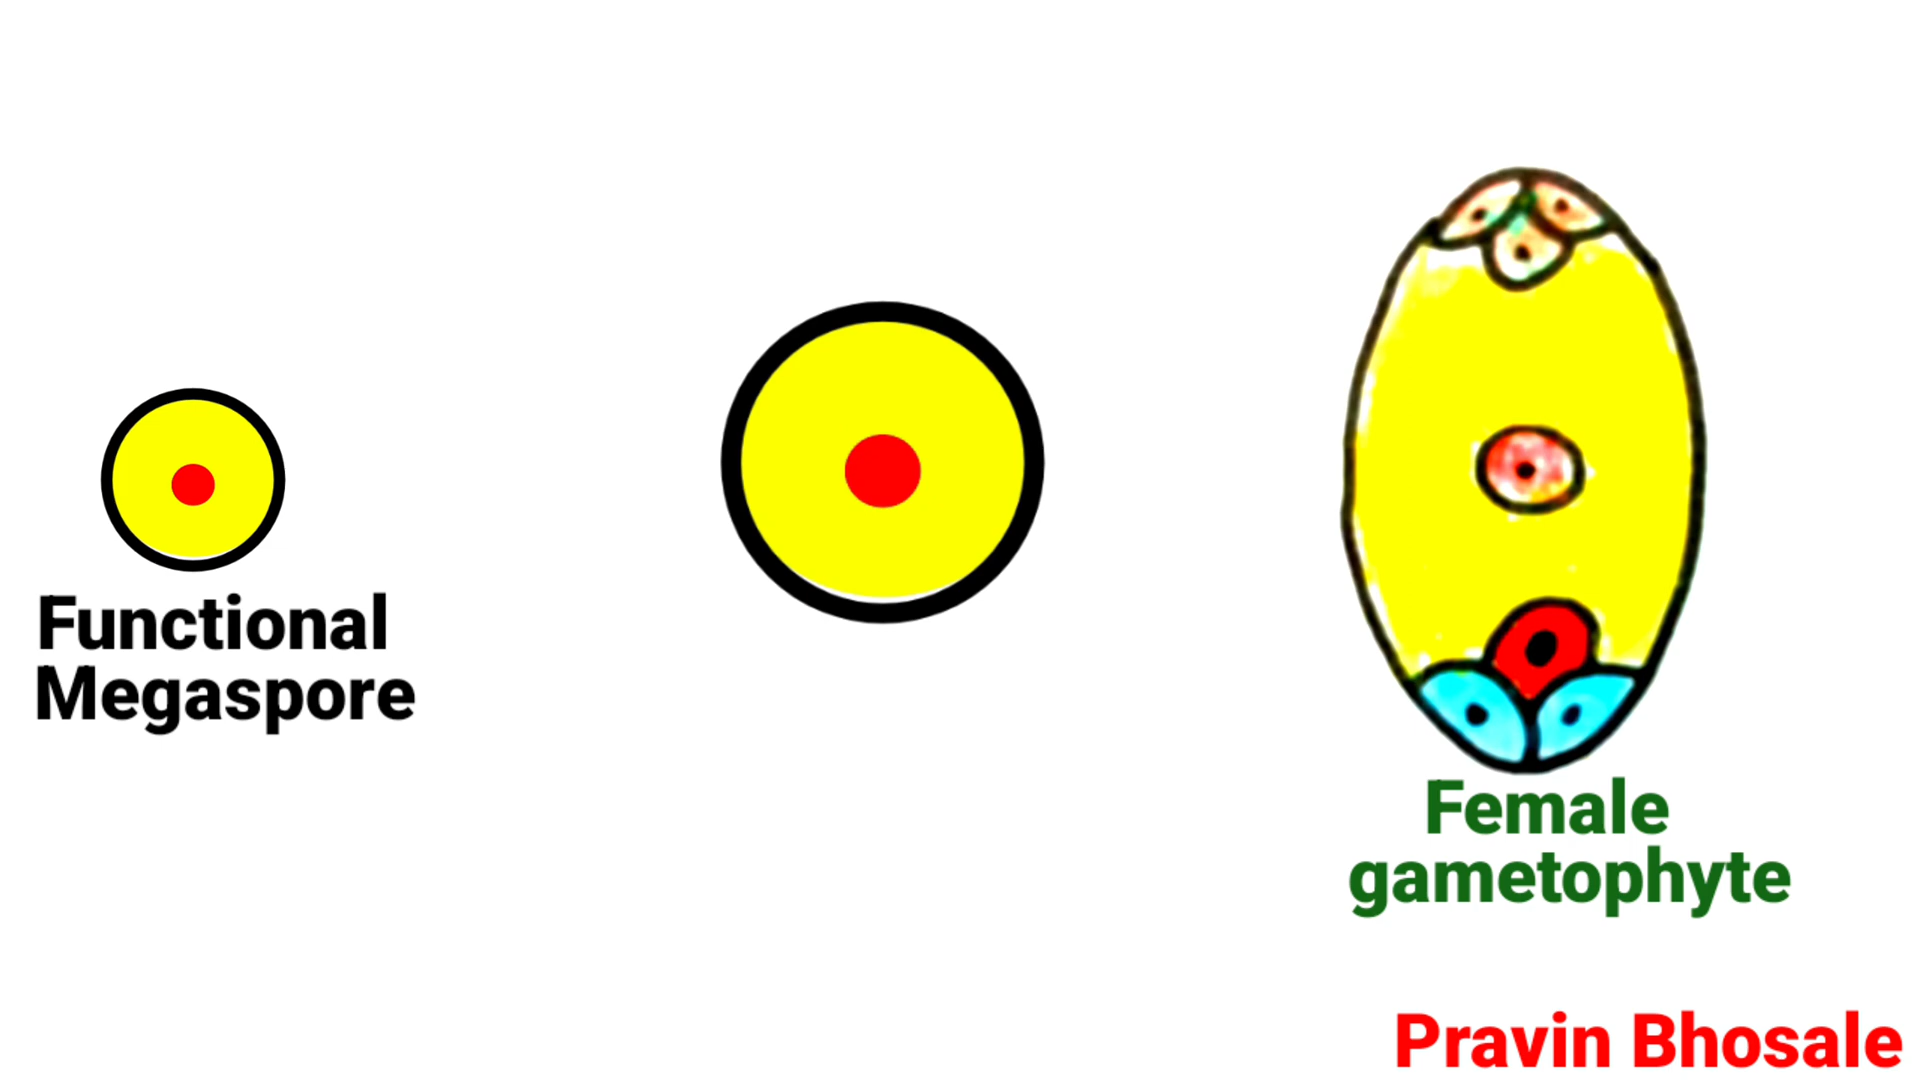 Functional
Megaspore
Female
gametophyte
Pravin Bhosale